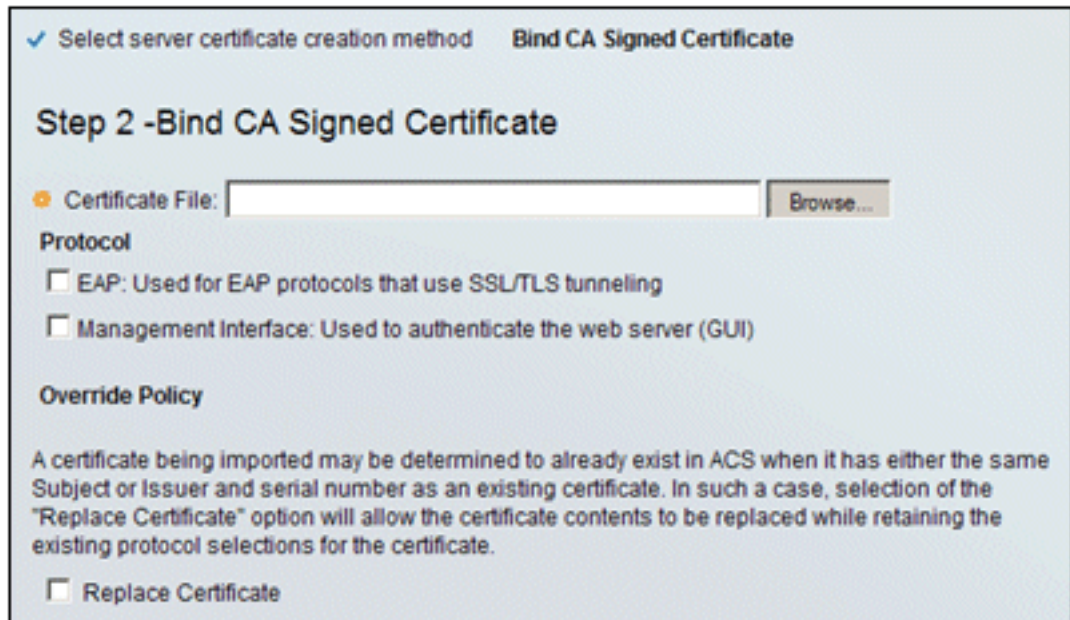 Select server certificate creation method Bind CA Signed Certificate
Step 2 -Bind CA Signed Certificate
Certificate File: Browse...
Protocol
EAP: Used for EAP protocols that use SSL/TLS tunneling
Management Interface: Used to authenticate the web server (GUI)
Override Policy
A certificate being imported may be determined to already exist in ACS when it has either the same
Subject or Issuer and serial number as an existing certificate. In such a case, selection of the
"Replace Certificate" option will allow the certificate contents to be replaced while retaining the
existing protocol selections for the certificate.
Replace Certificate